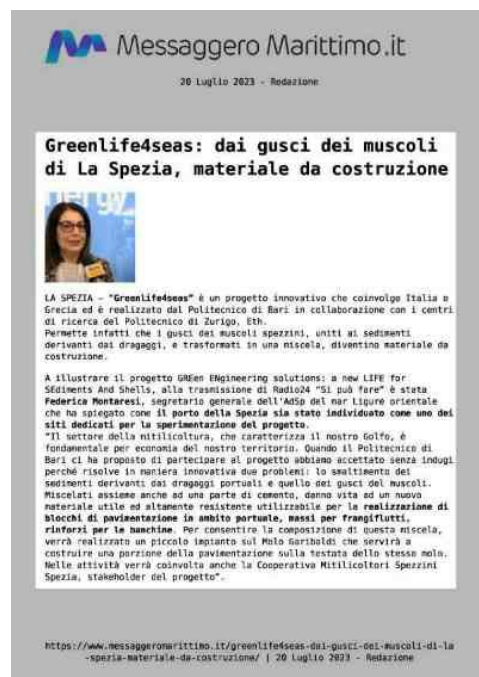 Messaggero Marittimo.it
20 Luglio 2023 - Redazione
Greenlife4seas: dai gusci dei muscoli
di La Spezia, materiale da costruzione
LA SPEZIA – "Greenlife4seas" è un progetto innovativo che coinvolge Italia e
Grecia ed è realizzato dal Politecnico di Bari in collaborazione con i centri
di ricerca del Politecnico di Zurigo, Eth.
Permette infatti che i gusci dei muscoli spezzini, uniti ai sedimenti
derivanti dai dragaggi, e trasformati in una miscela, diventino materiale da
costruzione.
A illustrare il progetto GREen ENgineering solutions: a new LIFE for
SEdiments And Shells, alla trasmissione di Radio24 "Si può fare" è stata
Federica Montaresi, segretario generale dell'AdSp del mar Ligure orientale
che ha spiegato come il porto della Spezia sia stato individuato come uno dei
siti dedicati per la sperimentazione del progetto.
"Il settore della mitilicoltura, che caratterizza il nostro Golfo, è
fondamentale per economia del nostro territorio. Quando il Politecnico di
Bari ci ha proposto di partecipare al progetto abbiamo accettato senza indugi
perché risolve in maniera innovativa due problemi: lo smaltimento dei
sedimenti derivanti dai dragaggi portuali e quello dei gusci del muscoli.
Miscelati assieme anche ad una parte di cemento, danno vita ad un nuovo
materiale utile ed altamente resistente utilizzabile per la realizzazione di
blocchi di pavimentazione in ambito portuale, massi per frangiflutti,
rinforzi per le banchine. Per consentire la composizione di questa miscela,
verrà realizzato un piccolo impianto sul Molo Garibaldi che servirà a
costruire una porzione della pavimentazione sulla testata dello stesso molo.
Nelle attività verrà coinvolta anche la Cooperativa Mitilicoltori Spezzini
Spezia, stakeholder del progetto".
https://www.messaggeromarittimo.it/greenlife4seas-dai-gusci-dei-muscoli-di-la
-spezia-materiale-da-costruzione/ | 20 Luglio 2023 - Redazione